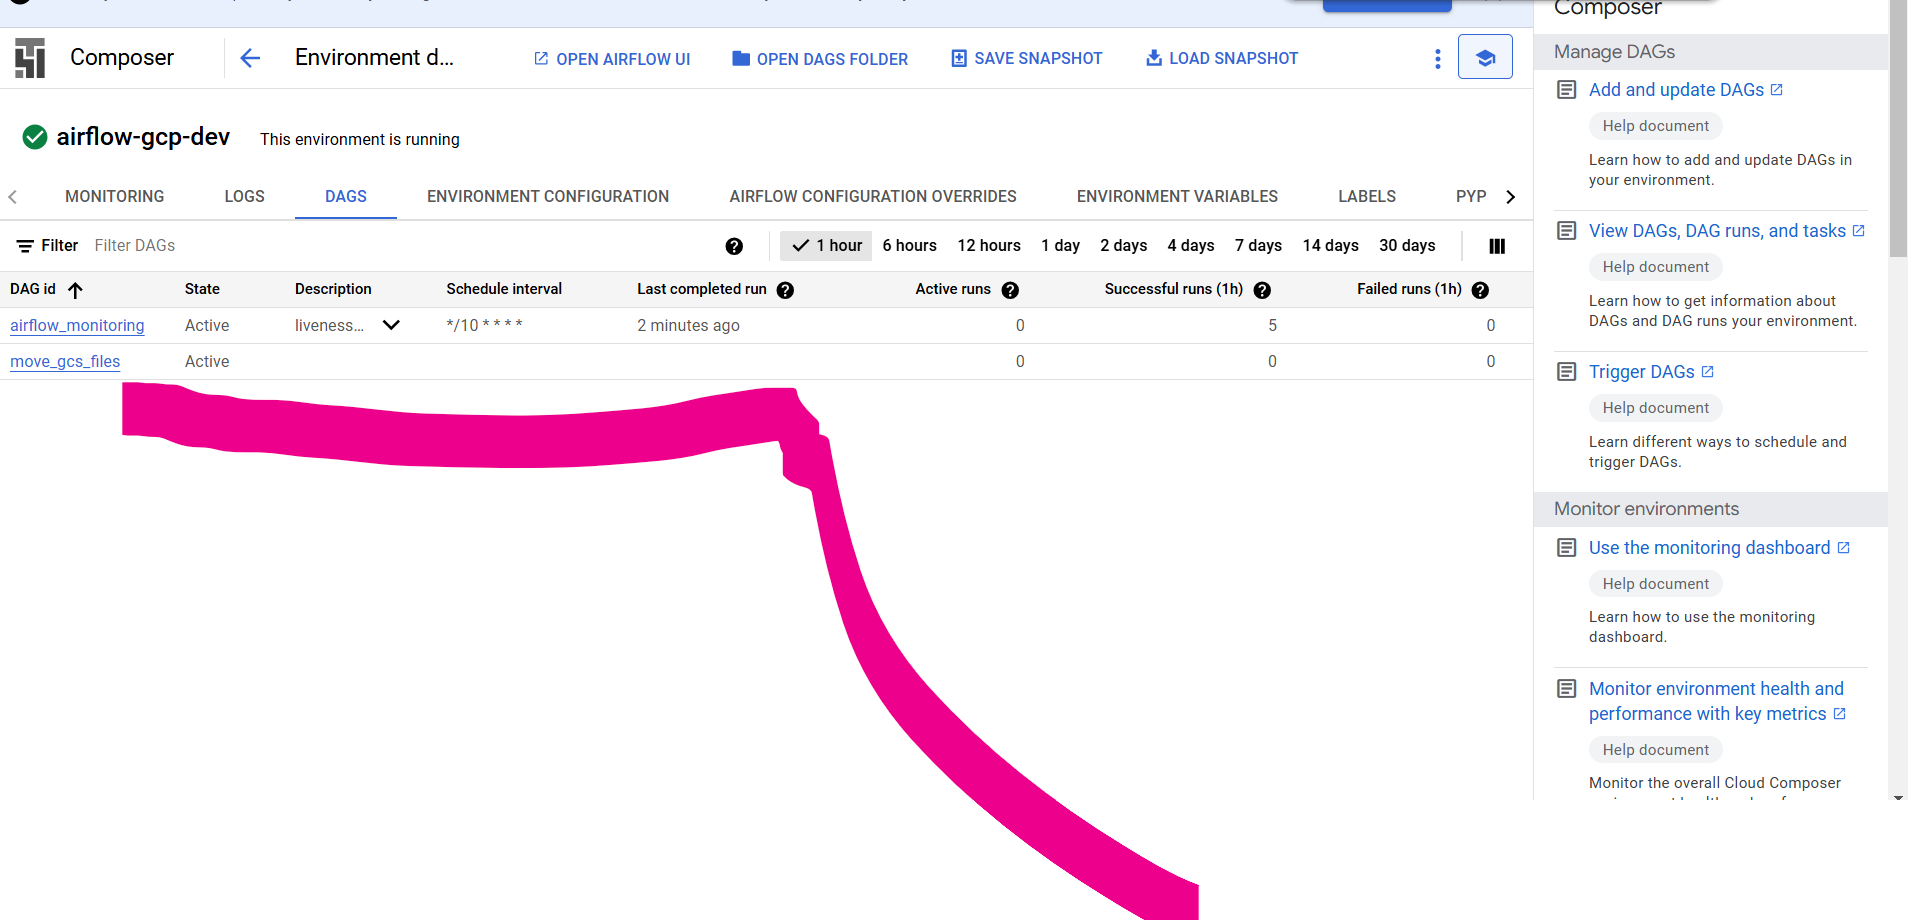 Composer
Environment d...
OPEN AIRFLOW UI
OPEN DAGS FOLDER
SAVE SNAPSHOT
LOAD SNAPSHOT
airflow-gcp-dev
This environment is running
MONITORING
LOGS
DAGS
ENVIRONMENT CONFIGURATION
AIRFLOW CONFIGURATION OVERRIDES
ENVIRONMENT VARIABLES
LABELS
PYP
Filter Filter DAGs
1 hour 6 hours 12 hours 1 day 2 days 4 days 7 days 14 days 30 days
DAG id State Description Schedule interval Last completed run Active runs Successful runs (1h) Failed runs (1h)
airflow_monitoring Active liveness... */10 * * * * 2 minutes ago 0 5 0
move_gcs_files Active 0 0 0
Composer
Manage DAGs
Add and update DAGs
Help document
Learn how to add and update DAGs in
your environment.
View DAGs, DAG runs, and tasks
Help document
Learn how to get information about
DAGs and DAG runs your environment.
Trigger DAGs
Help document
Learn different ways to schedule and
trigger DAGs.
Monitor environments
Use the monitoring dashboard
Help document
Learn how to use the monitoring
dashboard.
Monitor environment health and
performance with key metrics
Help document
Monitor the overall Cloud Composer